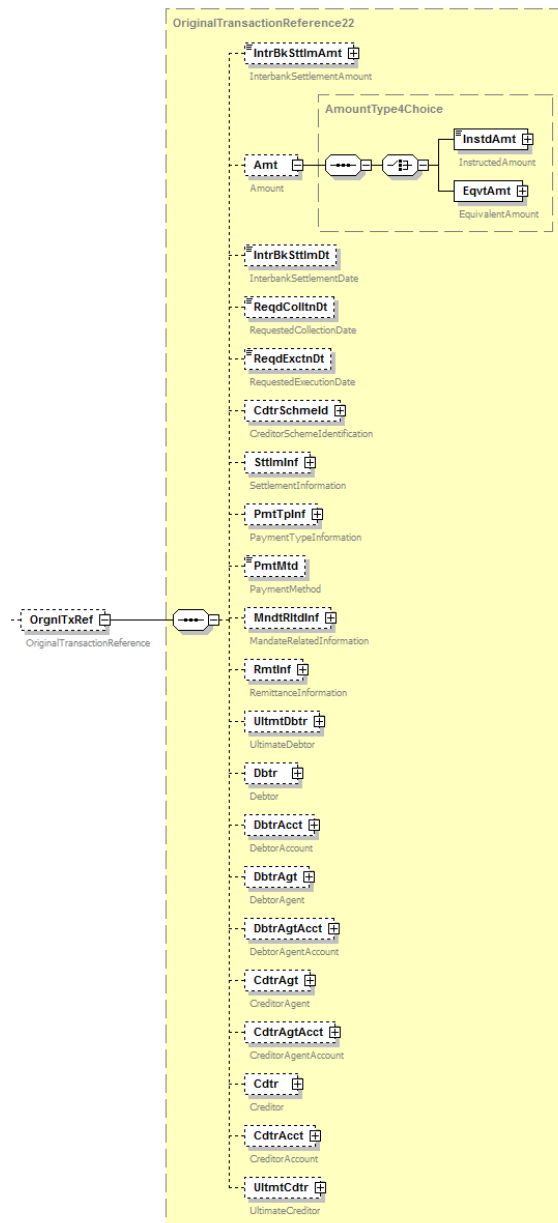 OriginalTransactionReference22
IntrBkSttlmAmt
InterbankSettlementAmount
AmountType4Choice
Amt
Amount
InstdAmt
InstructedAmount
EqvtAmt
EquivalentAmount
IntrBkSttlmDt
InterbankSettlementDate
ReqdColltnDt
RequestedCollectionDate
ReqdExctnDt
RequestedExecutionDate
CdtrSchmeId
CreditorSchemeIdentification
SttlmInf
SettlementInformation
PmtTpInf
PaymentTypeInformation
PmtMtd
PaymentMethod
OrgnlTxRef
OriginalTransactionReference
MndtRltdInf
MandateRelatedInformation
RmtInf
RemittanceInformation
UltmtDbtr
UltimateDebtor
Dbtr
Debtor
DbtrAcct
DebtorAccount
DbtrAgt
DebtorAgent
DbtrAgtAcct
DebtorAgentAccount
CdtrAgt
CreditorAgent
CdtrAgtAcct
CreditorAgentAccount
Cdtr
Creditor
CdtrAcct
CreditorAccount
UltmtCdtr
UltimateCreditor